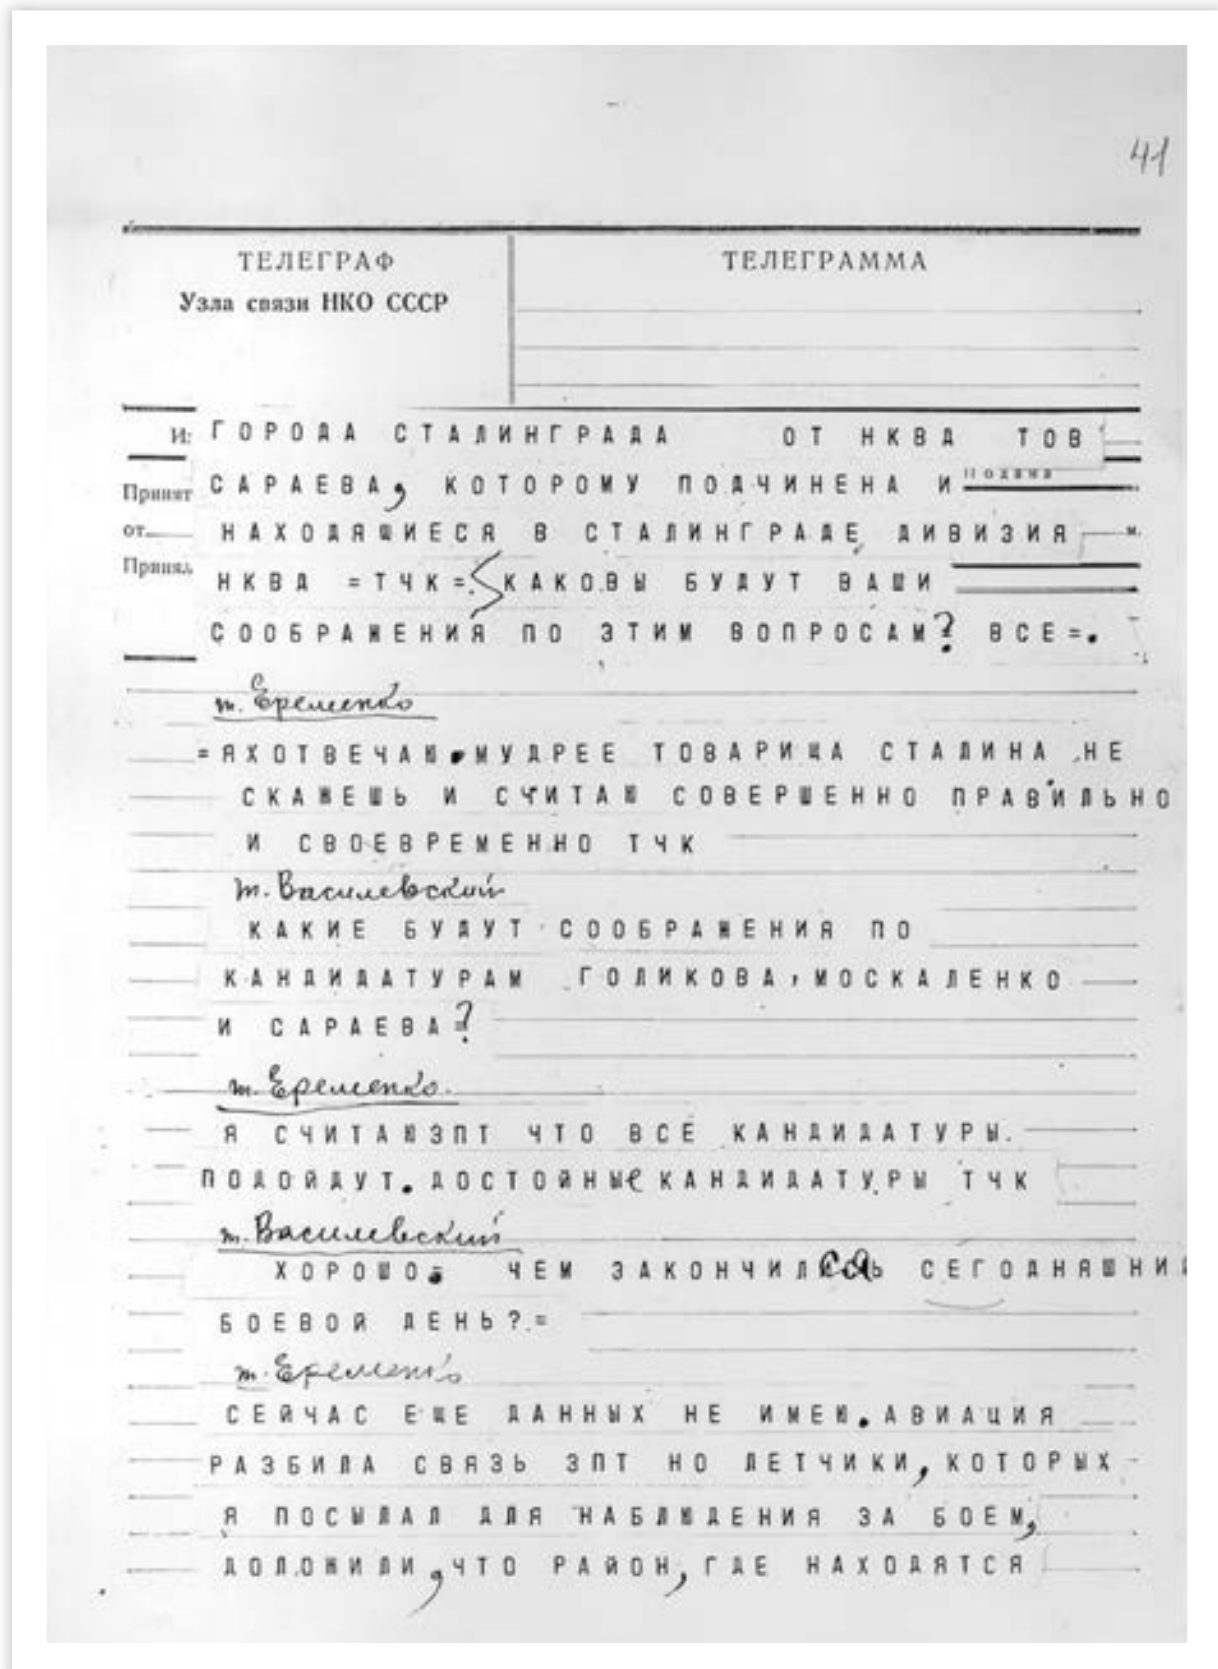 41
ТЕЛЕГРАФ
Узла связи НКО СССР
ТЕЛЕГРАММА
И: ГОРОДА СТАЛИНГРАДА ОТ НКВД ТОВ
Принят САРАЕВА, КОТОРОМУ ПОДЧИНЕНА И Подана
от НАХОДЯЩИЕСЯ В СТАЛИНГРАДЕ ДИВИЗИЯ м.
Принял НКВД =ТЧК=. КАКОВЫ БУДУТ ВАШИ
СООБРАЖЕНИЯ ПО ЭТИМ ВОПРОСАМ? ВСЕ=.
т. Еременко
=ЯХОТВЕЧАЮ.МУДРЕЕ ТОВАРИЩА СТАЛИНА НЕ
СКАЖЕШЬ И СЧИТАЮ СОВЕРШЕННО ПРАВИЛЬНО
И СВОЕВРЕМЕННО ТЧК
т. Василевский
КАКИЕ БУДУТ СООБРАЖЕНИЯ ПО
КАНДИДАТУРАМ ГОЛИКОВА, МОСКАЛЕНКО
И САРАЕВА?
т. Еременко.
Я СЧИТАЮЗПТ ЧТО ВСЕ КАНДИДАТУРЫ.
ПОДОЙДУТ. ДОСТОЙНЫе КАНДИДАТУРЫ ТЧК
т. Василевский
ХОРОШО. ЧЕМ ЗАКОНЧИЛСЯ СЕГОДНЯШНИЙ
БОЕВОЙ ДЕНЬ?.=
т. Еременко
СЕЙЧАС ЕЩЕ ДАННЫХ НЕ ИМЕЮ. АВИАЦИЯ
РАЗБИЛА СВЯЗЬ ЗПТ НО ЛЕТЧИКИ, КОТОРЫХ
Я ПОСЫЛАЛ ДЛЯ НАБЛЮДЕНИЯ ЗА БОЕМ,
ДОЛОЖИЛИ, ЧТО РАЙОН, ГДЕ НАХОДЯТСЯ